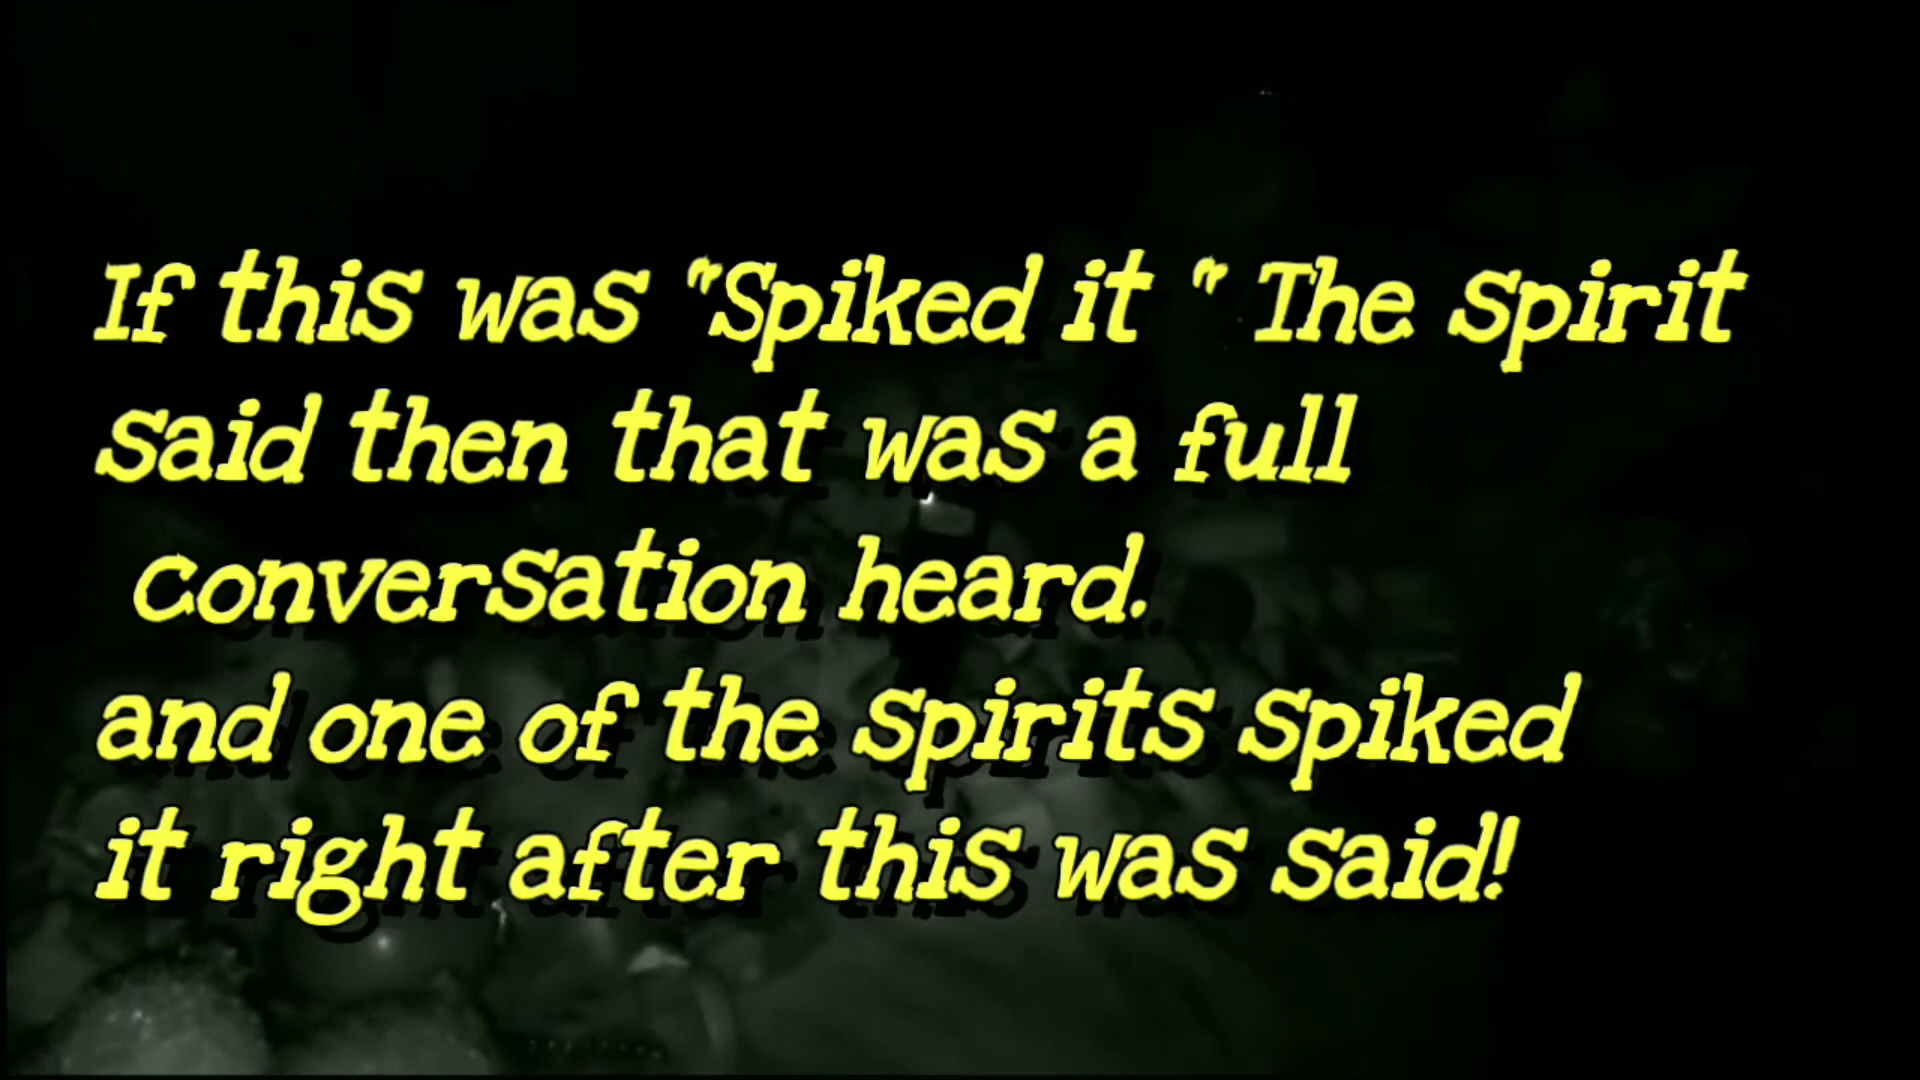 If this was "Spiked it " The spirit
said then that was a full
conversation heard.
and one of the spirits spiked
it right after this was said!